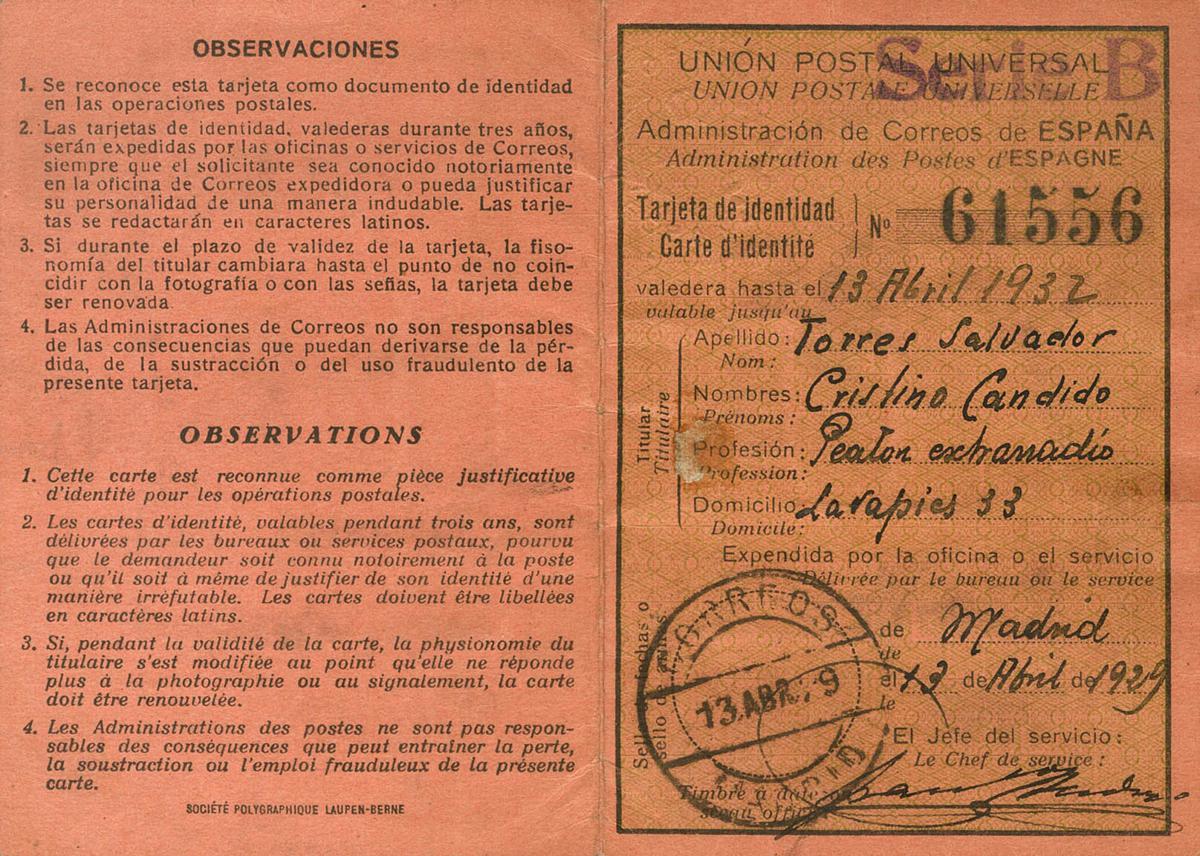 OBSERVACIONES
1. Se reconoce esta tarjeta como documento de identidad
en las operaciones postales.
2. Las tarjetas de identidad, valederas durante tres años,
serán expedidas por las oficinas o servicios de Correos,
siempre que el solicitante sea conocido notoriamente
en la oficina de Correos expedidora o pueda justificar
su personalidad de una manera indudable. Las tarje-
tas se redactarán en caracteres latinos.
3. Si durante el plazo de validez de la tarjeta, la fiso-
nomía del titular cambiara hasta el punto de no coin-
cidir con la fotografía o con las señas, la tarjeta debe
ser renovada
4. Las Administraciones de Correos no son responsables
de las consecuencias que puedan derivarse de la pér-
dida, de la sustracción o del uso fraudulento de la
presente tarjeta.
OBSERVATIONS
1. Cette carte est reconnue comme pièce justificative
d'identité pour les opérations postales.
2. Les cartes d'identité, valables pendant trois ans, sont
délivrées par les bureaux ou services postaux, pourvu
que le demandeur soit connu notoirement à la poste
ou qu'il soit à même de justifier de son identité d'une
manière irréfutable. Les cartes doivent être libellées
en caractères latins.
3. Si, pendant la validité de la carte, la physionomie du
titulaire s'est modifiée au point qu'elle ne réponde
plus à la photographie ou au signalement, la carte
doit être renouvelée.
4. Les Administrations des postes ne sont pas respon-
sables des conséquences que peut entraîner la perte,
la soustraction ou l'emploi frauduleux de la présente
carte.
SOCIÉTÉ POLYGRAPHIQUE LAUPEN-BERNE
Serie B
UNIÓN POSTAL UNIVERSAL
UNION POSTALE UNIVERSELLE
Administración de Correos de ESPAÑA
Administration des Postes d'ESPAGNE
Tarjeta de identidad
Carte d'identité
Nº 61556
valedera hasta el 13 Abril 1932
valable jusqu'au
Titular
Titulaire
Apellido: Torres Salvador
Nom:
Nombres: Cristino Candido
Prénoms:
Profesión: Peaton extrarradio
Profession:
Domicilio Lavapies 33
Domicile:
Expendida por la oficina o el servicio
Délivrée par le bureau ou le service
de Madrid
de
el 13 de Abril de 1929
le
El Jefe del servicio:
Le Chef de service:
Sello de fechas o
sello de
Timbre à date ou
sceau officiel
CORREOS
13 ABR 29
MADRID